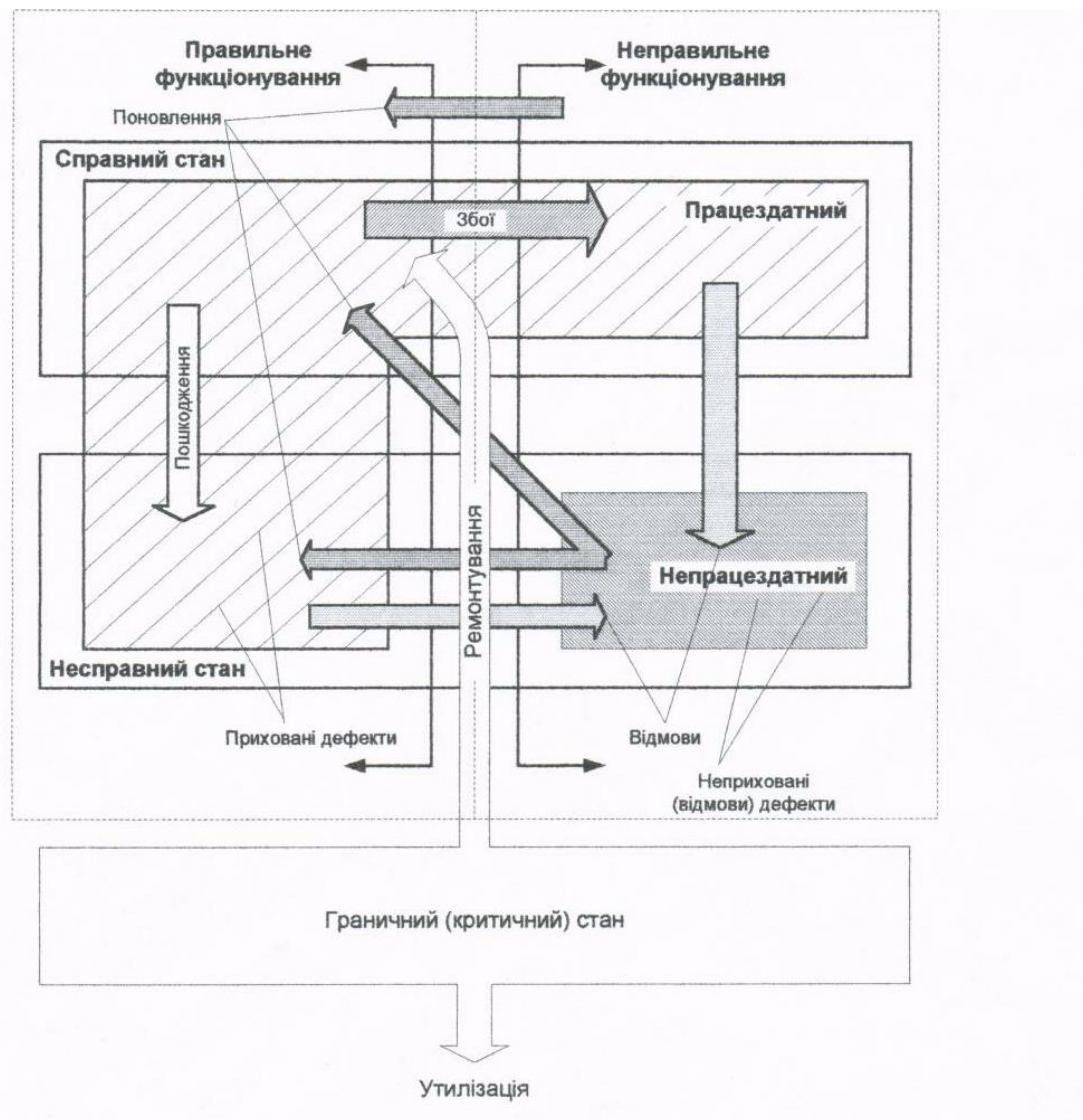 Правильне
функціонування
Неправильне
функціонування
Поновлення
Справний стан
Збої
Працездатний
Пошкодження
Ремонтування
Непрацездатний
Несправний стан
Приховані дефекти
Відмови
Неприховані
(відмови) дефекти
Граничний (критичний) стан
Утилізація